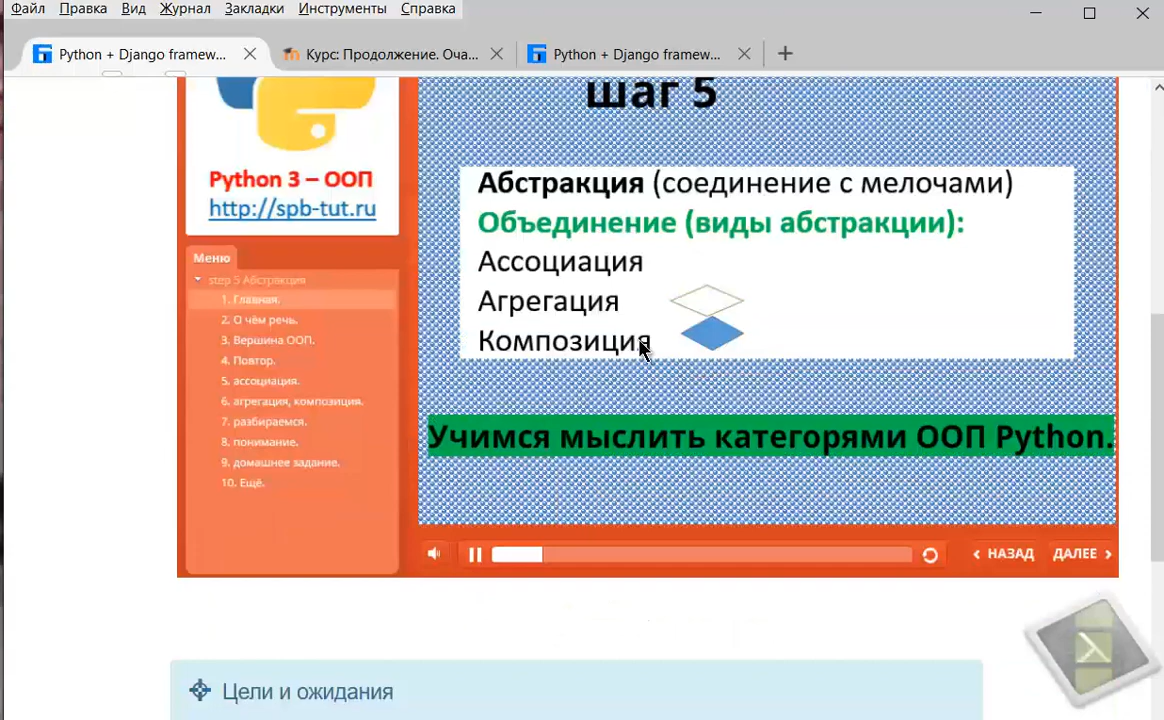 Файл Правка Вид Журнал Закладки Инструменты Справка
Python + Django framew... Курс: Продолжение. Оча... Python + Django framew...
шаг 5
Python 3 – ООП
http://spb-tut.ru
Абстракция (соединение с мелочами)
Объединение (виды абстракции):
Ассоциация
Агрегация
Композиция
Учимся мыслить категорями ООП Python.
Меню
step 5 Абстракция
1. Главная.
2. О чём речь.
3. Вершина ООП.
4. Повтор.
5. ассоциация.
6. агрегация, композиция.
7. разбираемся.
8. понимание.
9. домашнее задание.
10. Ещё.
НАЗАД ДАЛЕЕ
Цели и ожидания